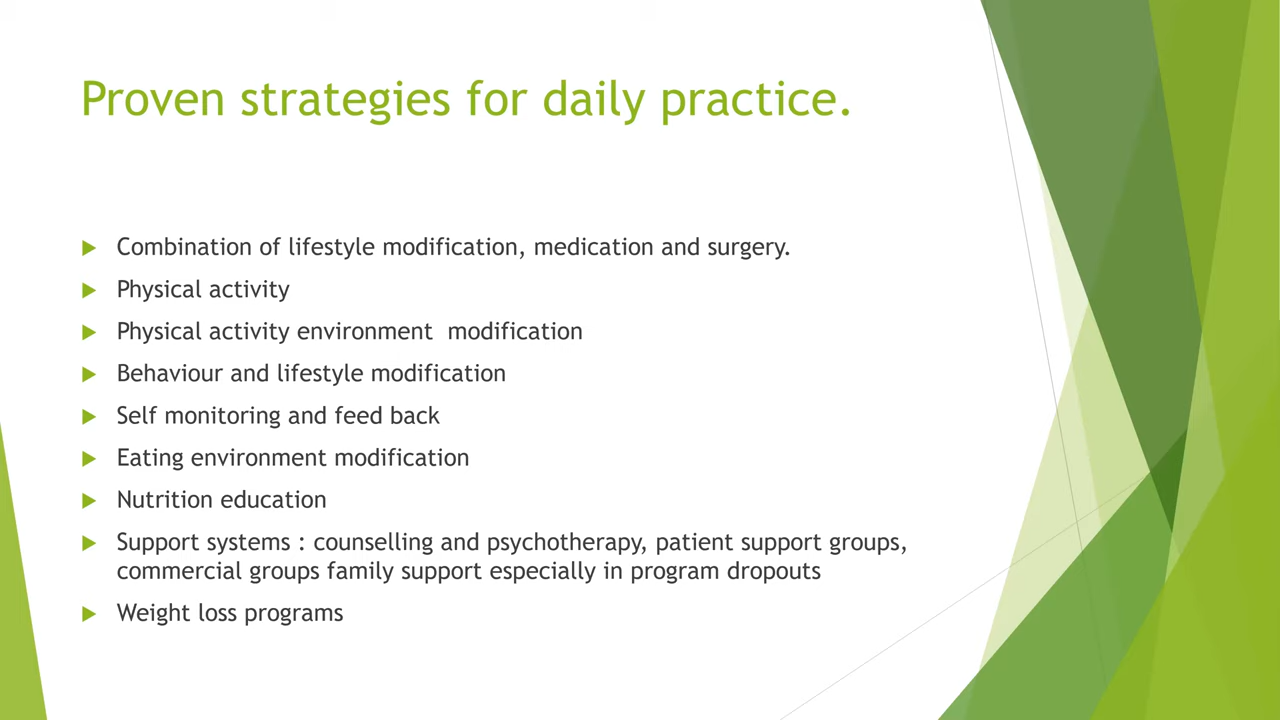 Proven strategies for daily practice.
Combination of lifestyle modification, medication and surgery.
Physical activity
Physical activity environment  modification
Behaviour and lifestyle modification
Self monitoring and feed back
Eating environment modification
Nutrition education
Support systems : counselling and psychotherapy, patient support groups,
commercial groups family support especially in program dropouts
Weight loss programs